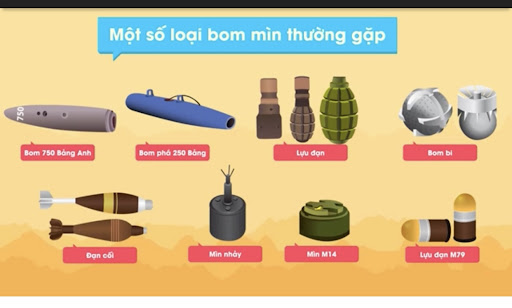 Một số loại bom mìn thường gặp
750
Bom 750 Bảng Anh
Bom phá 250 Bảng
Lựu đạn
Bom bi
Đạn cối
Mìn nhảy
Mìn M14
Lựu đạn M79